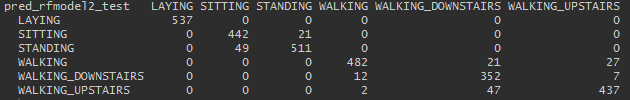 pred_rfmodel2_test LAYING SITTING STANDING WALKING WALKING_DOWNSTAIRS WALKING_UPSTAIRS
LAYING 537 0 0 0 0 0
SITTING 0 442 21 0 0 0
STANDING 0 49 511 0 0 0
WALKING 0 0 0 482 21 27
WALKING_DOWNSTAIRS 0 0 0 12 352 7
WALKING_UPSTAIRS 0 0 0 2 47 437